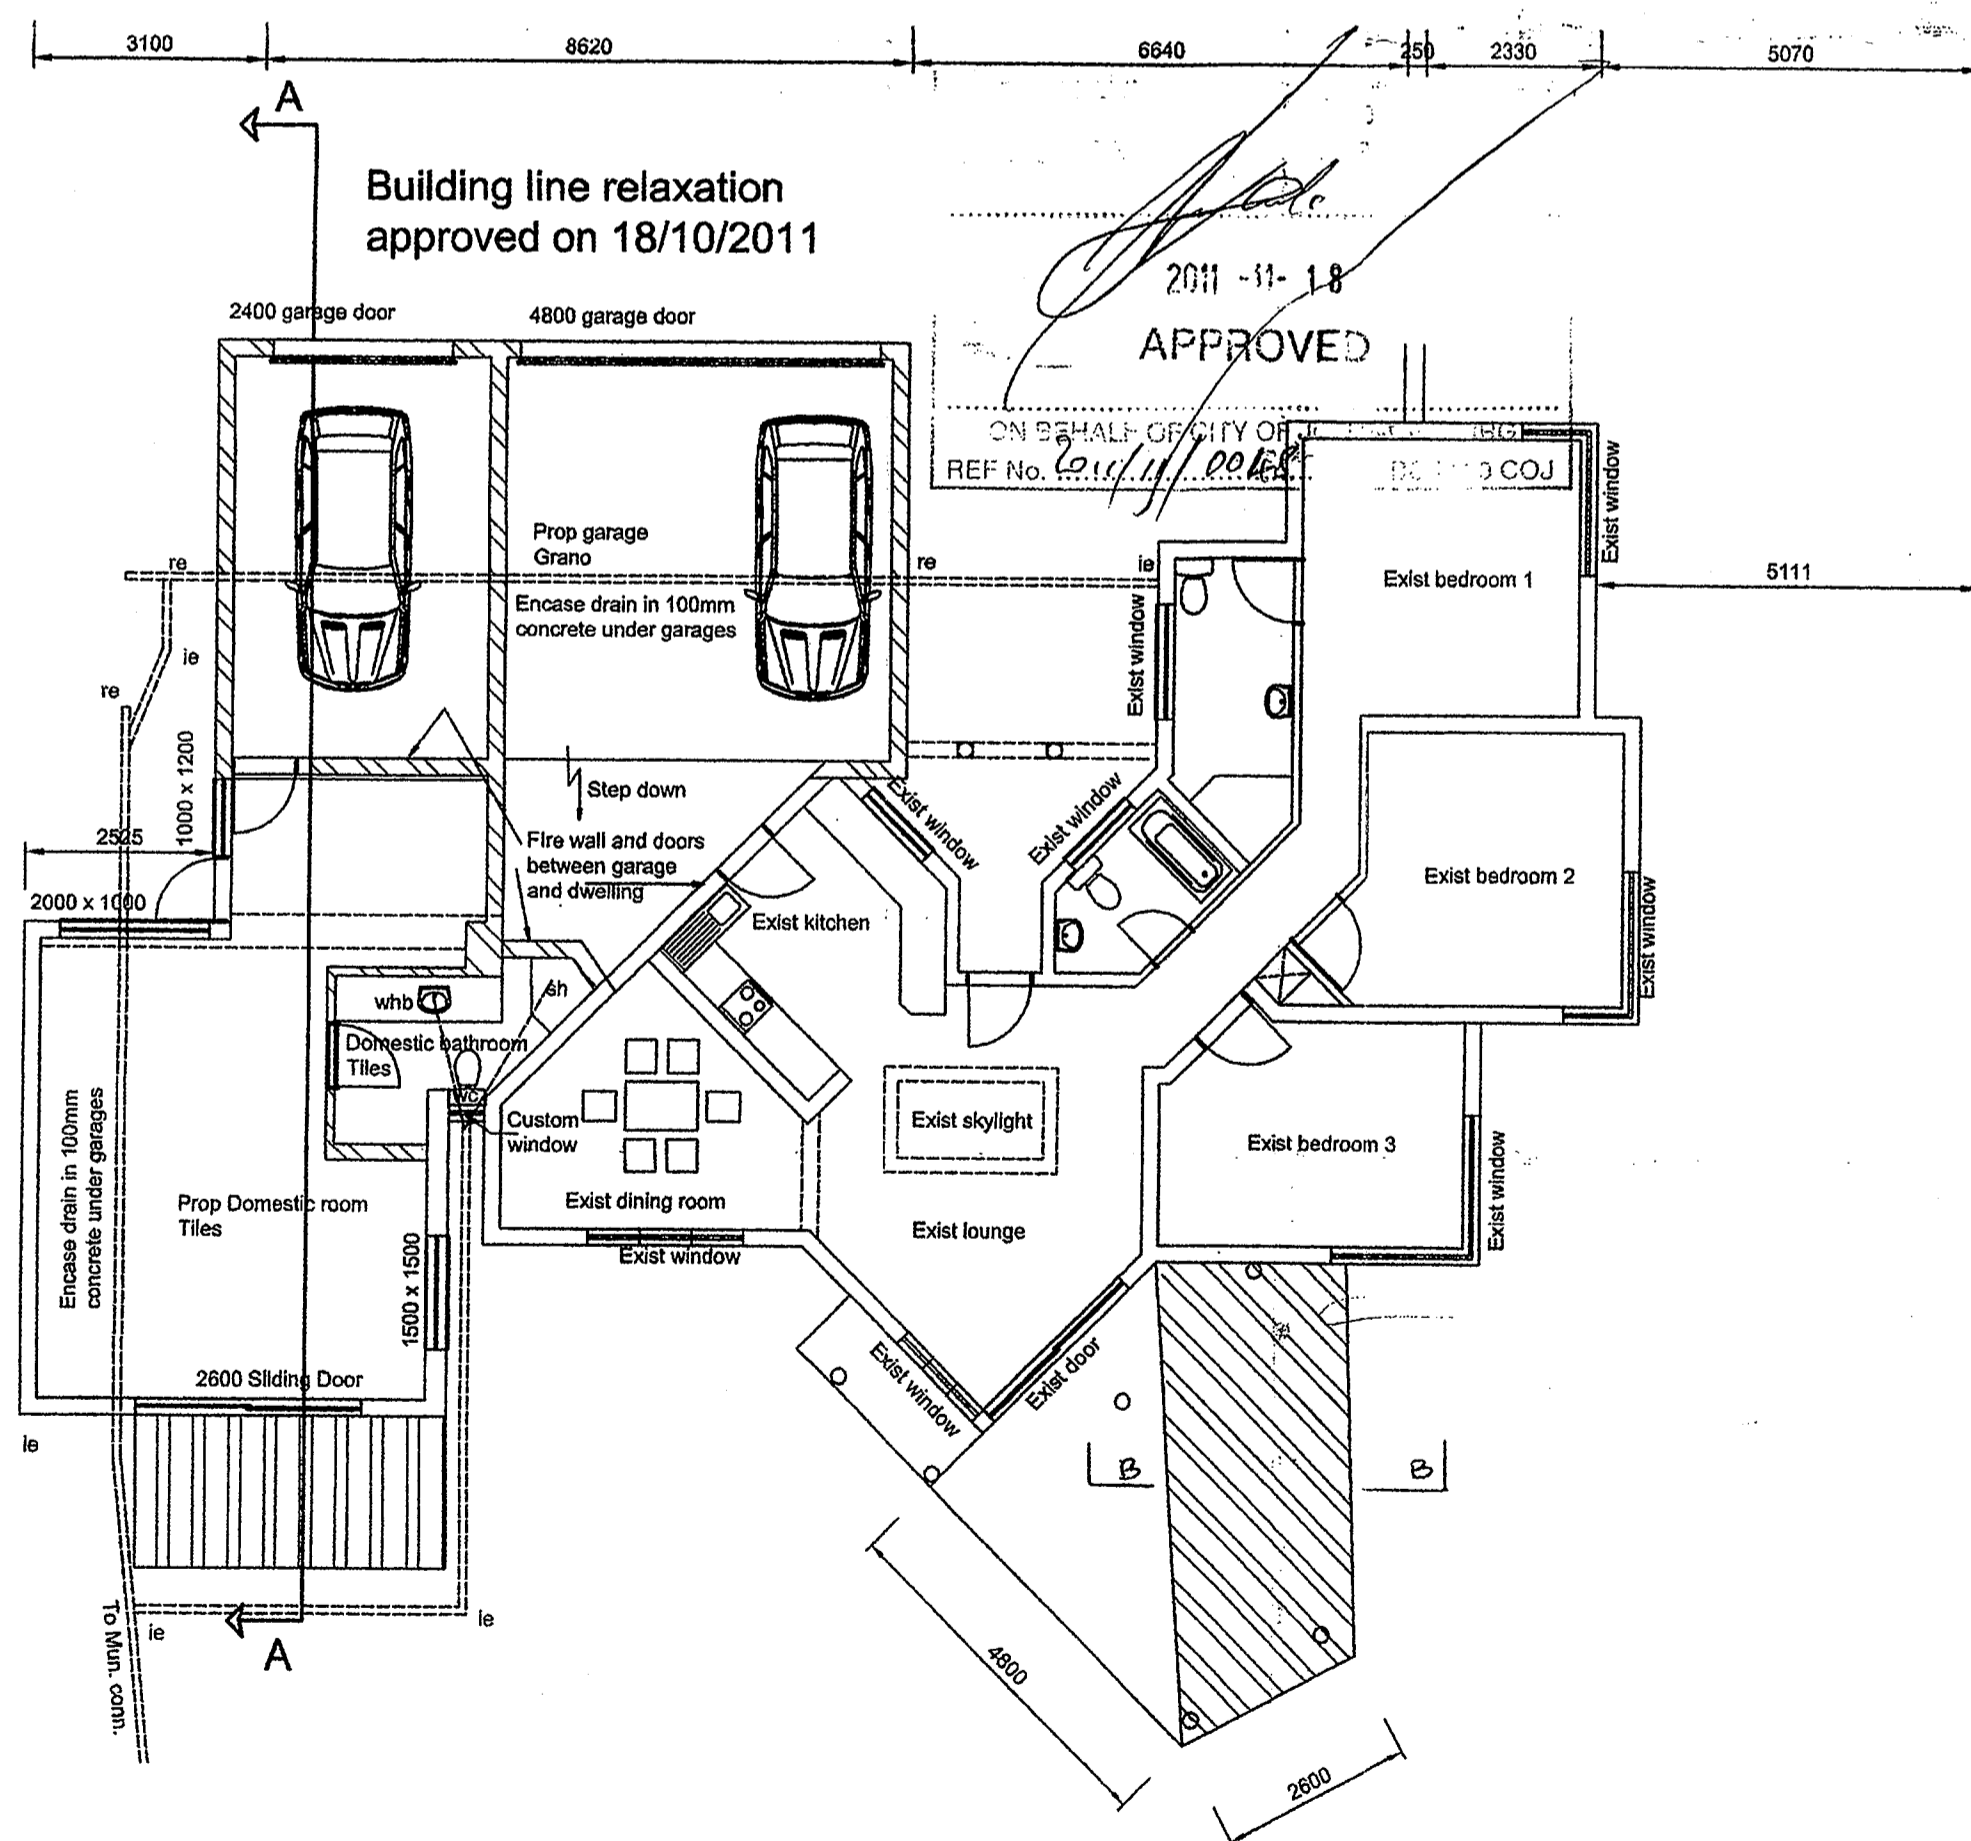 3100
8620
6640
250
2330
5070
A
Building line relaxation
approved on 18/10/2011
2011 -11- 18
APPROVED
ON BEHALF OF CITY OF
REF No.
COJ
2400 garage door
4800 garage door
Prop garage
Grano
Encase drain in 100mm
concrete under garages
re
re
ie
ie
re
Exist window
Exist bedroom 1
Exist window
5111
1000 x 1200
2525
2000 x 1000
Step down
Fire wall and doors
between garage
and dwelling
Exist window
Exist window
Exist kitchen
Exist bedroom 2
Exist window
whb
sh
Domestic bathroom
Tiles
WC
Custom
window
Exist skylight
Exist bedroom 3
Exist window
Encase drain in 100mm
concrete under garages
Prop Domestic room
Tiles
Exist dining room
Exist window
Exist lounge
1500 x 1500
2600 Sliding Door
Exist window
Exist door
ie
B
B
ie
ie
A
To Mun. conn.
4800
2600